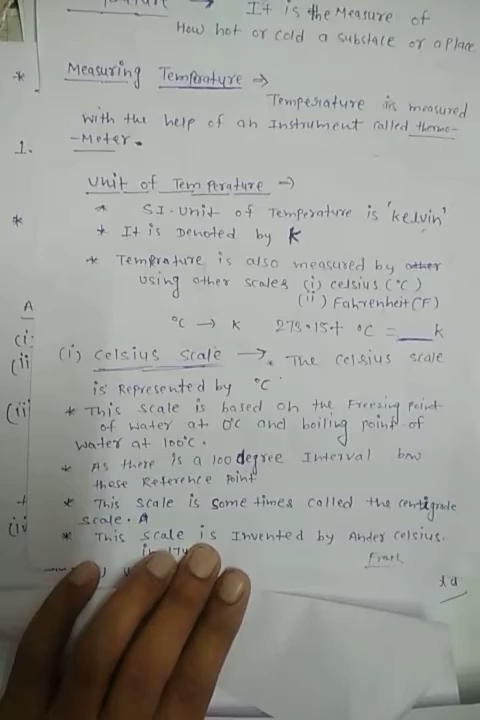 It is the Measure of
How hot or cold a substace or a place
* Measuring Temperature →
Temperature is measured
with the help of an Instrument called thermo-
1. -Meter.
Unit of Temperature →
* S.I. Unit of Temperature is 'kelvin'
* * It is Denoted by K
* Temprature is also measured by other
using other scales (i) celsius (°C)
(ii) Fahrenheit (F)
A
°C → K 273.15+ °C = __ K
(i) Celsius Scale → * The Celsius scale
is Represented by °C
* This scale is based on the Freezing Point
of water at 0°C and boiling point of
water at 100°C.
* As there is a 100 degree Interval bow
these Reference Point
* This scale is some times called the centigrade
scale.
* This scale is Invented by Ander Celsius.